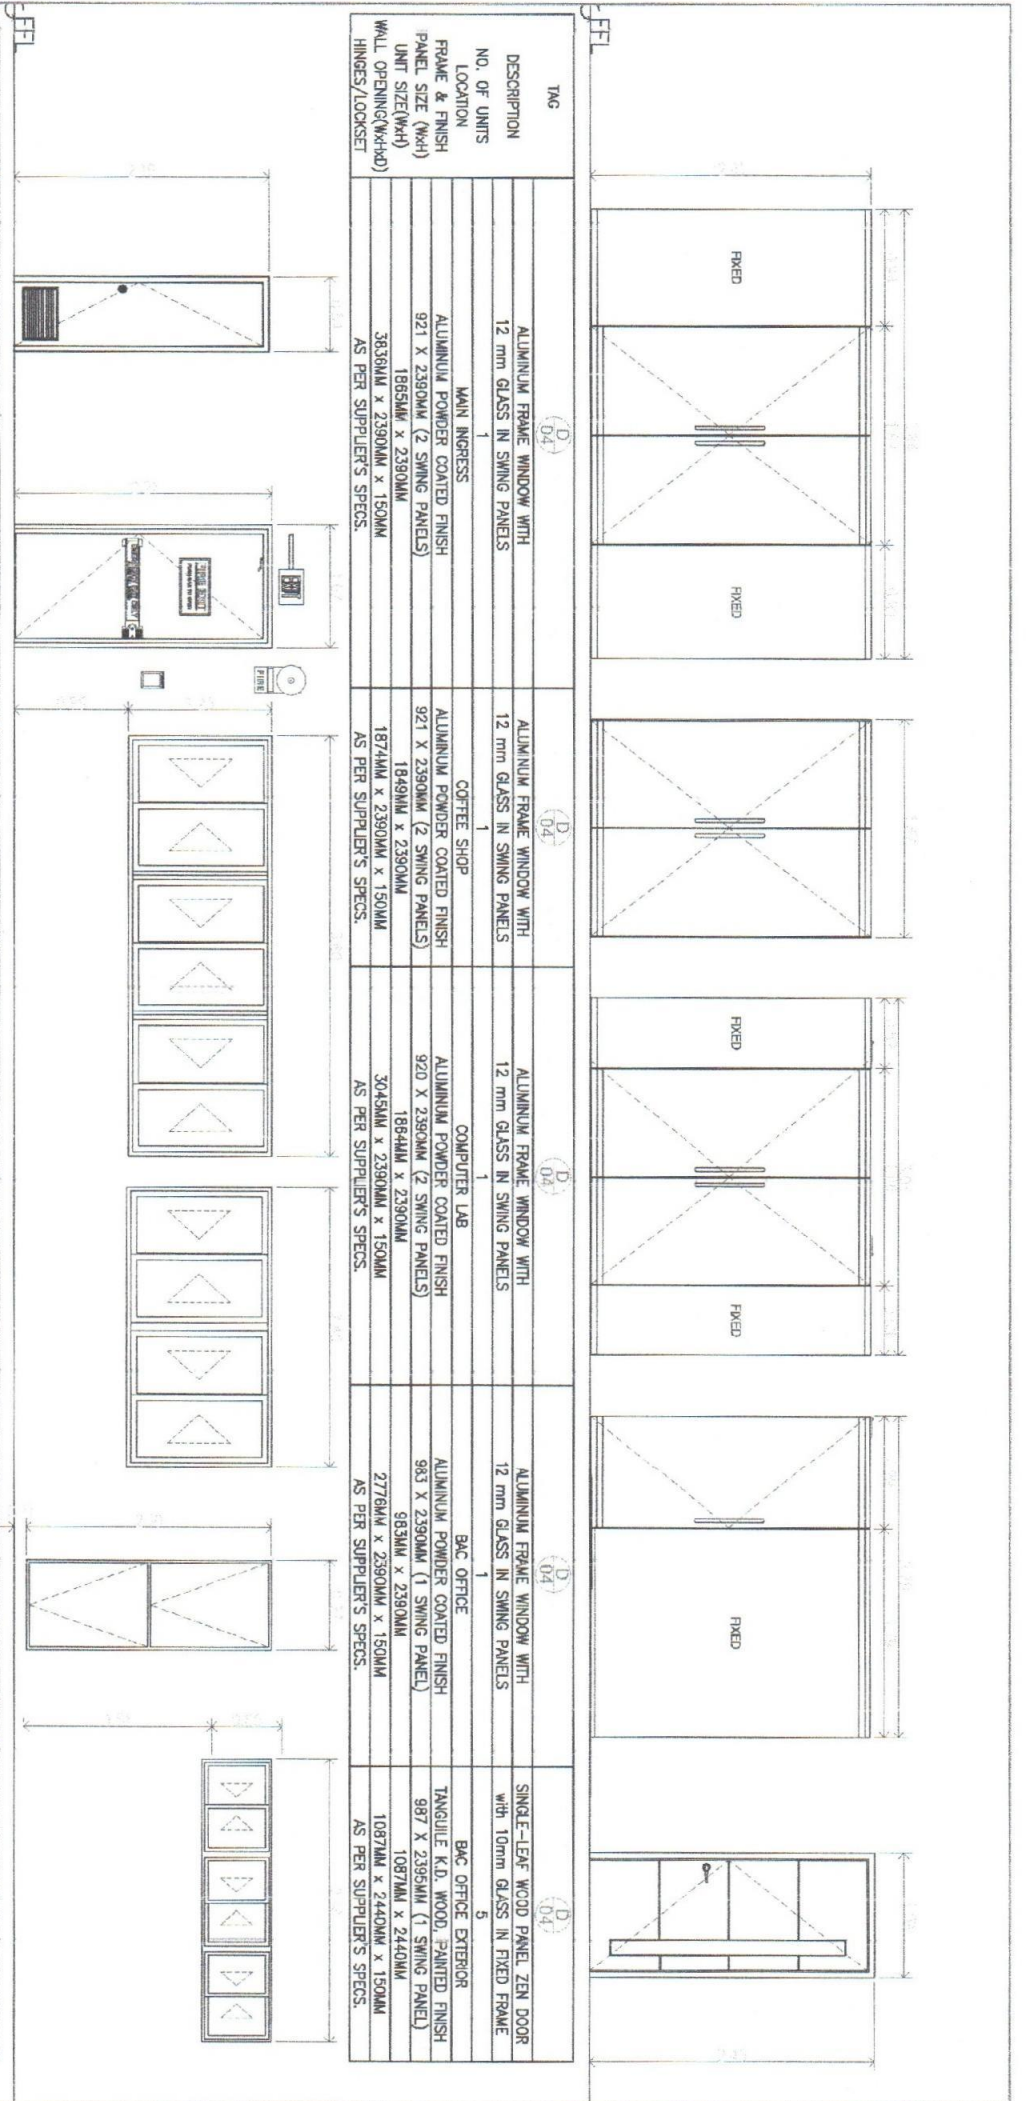 FFL
FIXED
FIXED
FIXED
FIXED
FIXED
TAG
D
04
D
04
D
04
D
04
D
04
DESCRIPTION
ALUMINUM FRAME WINDOW WITH
12 mm GLASS IN SWING PANELS
ALUMINUM FRAME WINDOW WITH
12 mm GLASS IN SWING PANELS
ALUMINUM FRAME WINDOW WITH
12 mm GLASS IN SWING PANELS
ALUMINUM FRAME WINDOW WITH
12 mm GLASS IN SWING PANELS
SINGLE-LEAF WOOD PANEL ZEN DOOR
with 10mm GLASS IN FIXED FRAME
NO. OF UNITS
1
1
1
1
5
LOCATION
MAIN INGRESS
COFFEE SHOP
COMPUTER LAB
BAC OFFICE
BAC OFFICE EXTERIOR
FRAME & FINISH
ALUMINUM POWDER COATED FINISH
ALUMINUM POWDER COATED FINISH
ALUMINUM POWDER COATED FINISH
ALUMINUM POWDER COATED FINISH
TANGUILE K.D. WOOD, PAINTED FINISH
PANEL SIZE (WxH)
921 X 2390MM (2 SWING PANELS)
921 X 2390MM (2 SWING PANELS)
920 X 2390MM (2 SWING PANELS)
983 X 2390MM (1 SWING PANEL)
987 X 2395MM (1 SWING PANEL)
UNIT SIZE(WxH)
1865MM x 2390MM
1849MM x 2390MM
1864MM x 2390MM
983MM x 2390MM
1087MM x 2440MM
WALL OPENING(WxHxD)
3836MM x 2390MM x 150MM
1874MM x 2390MM x 150MM
3045MM x 2390MM x 150MM
2776MM x 2390MM x 150MM
1087MM x 2440MM x 150MM
HINGES/LOCKSET
AS PER SUPPLIER'S SPECS.
AS PER SUPPLIER'S SPECS.
AS PER SUPPLIER'S SPECS.
AS PER SUPPLIER'S SPECS.
AS PER SUPPLIER'S SPECS.
EXIT
FIRE
FFL